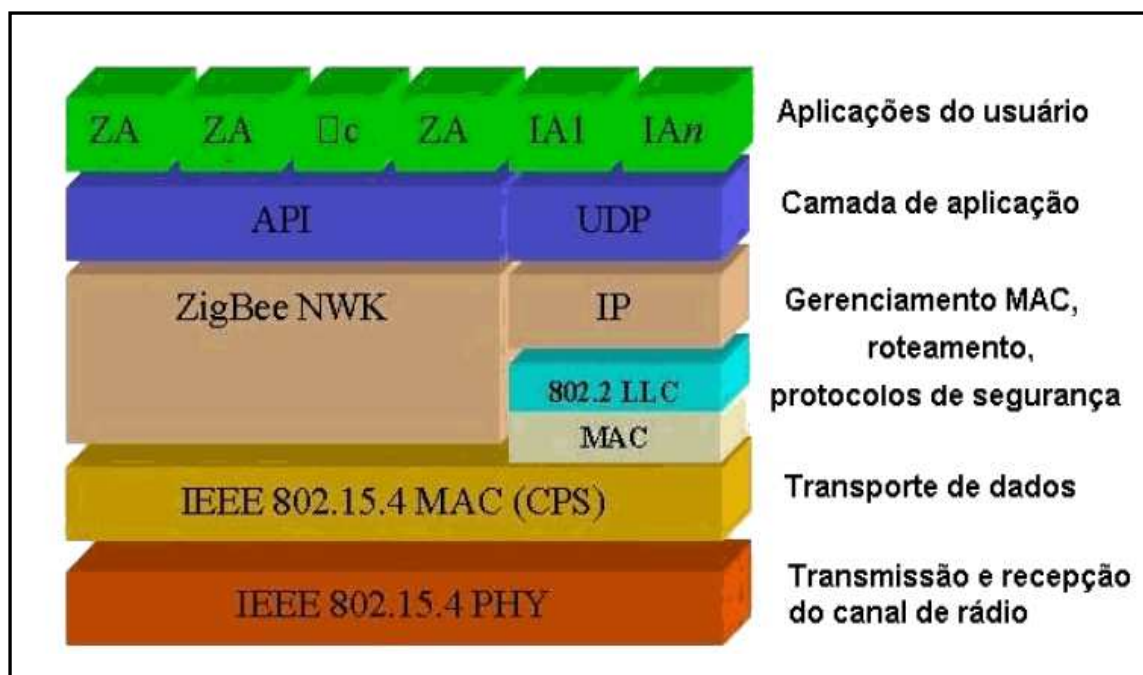 ZA ZA □c ZA IA1 IAn
Aplicações do usuário
API UDP
Camada de aplicação
ZigBee NWK IP
802.2 LLC
MAC
Gerenciamento MAC,
roteamento,
protocolos de segurança
IEEE 802.15.4 MAC (CPS)
Transporte de dados
IEEE 802.15.4 PHY
Transmissão e recepção
do canal de rádio